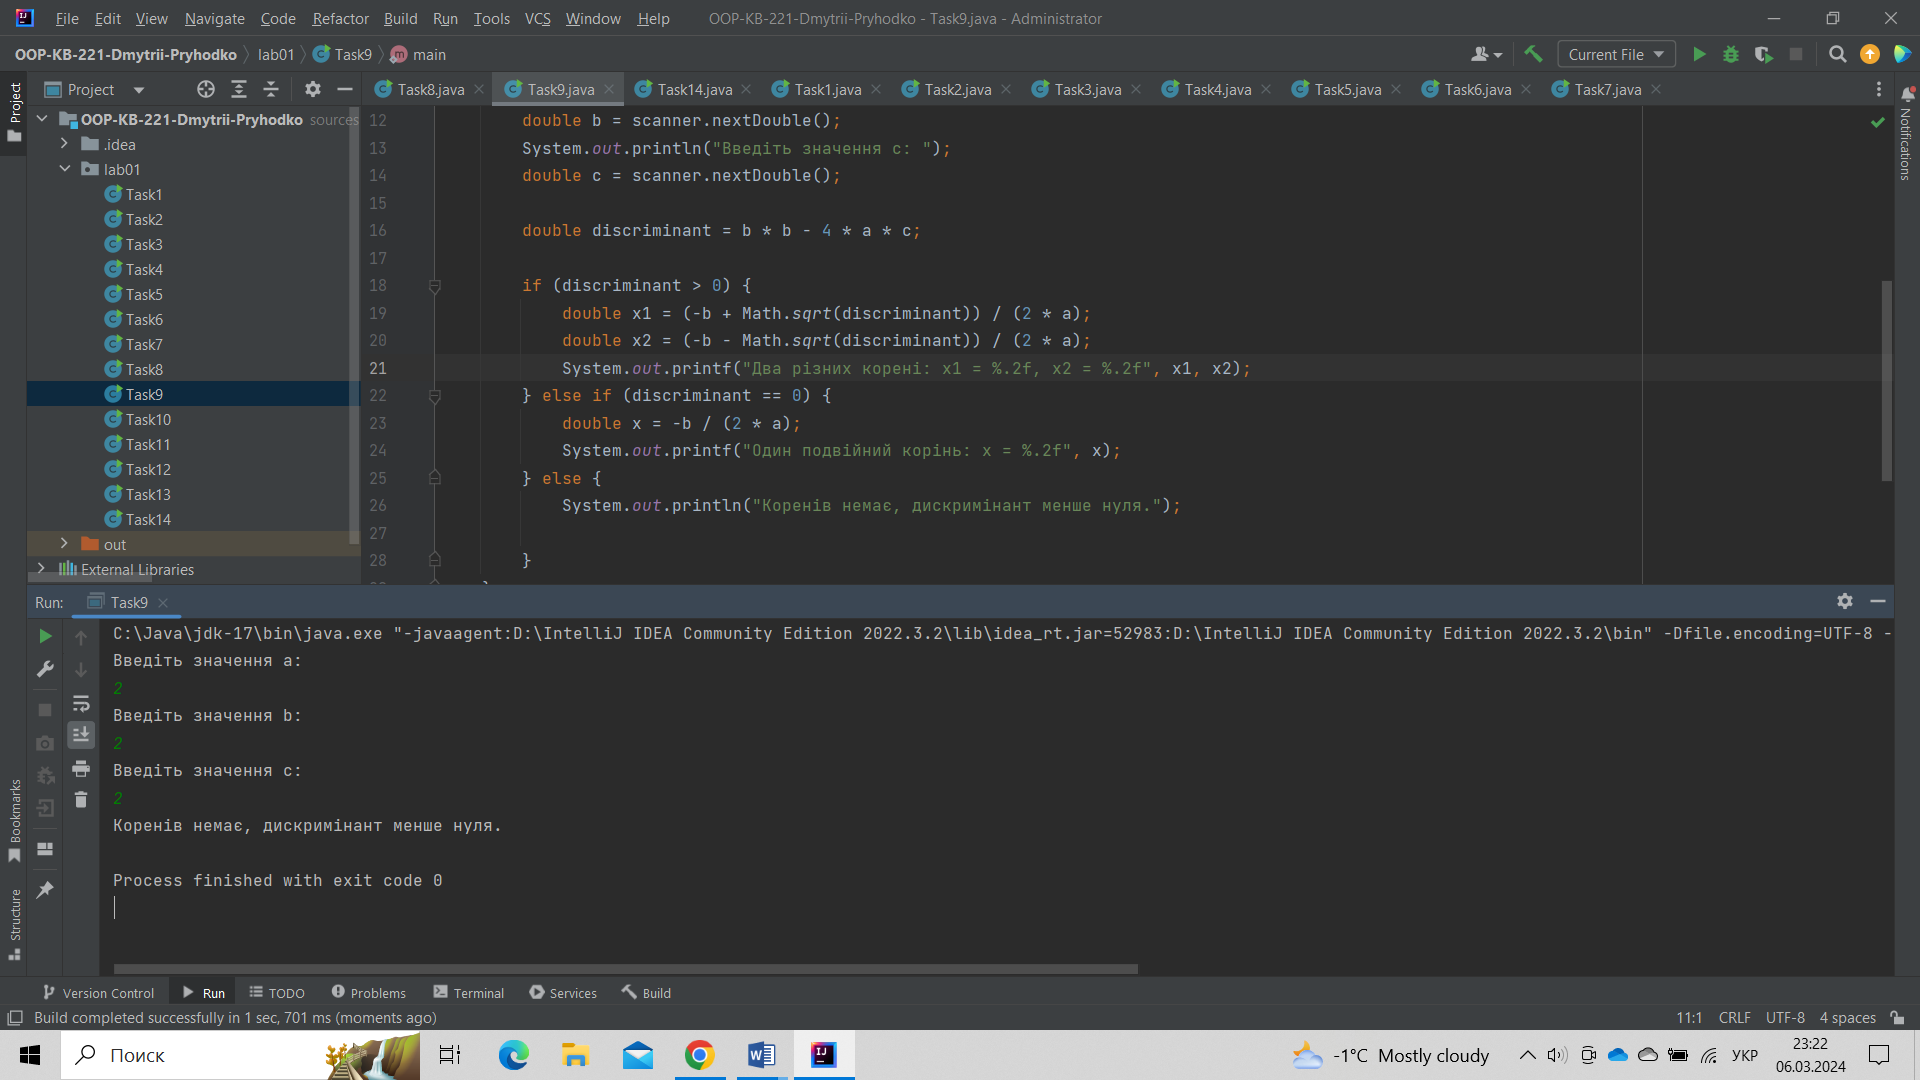 File Edit View Navigate Code Refactor Build Run Tools VCS Window Help OOP-KB-221-Dmytrii-Pryhodko - Task9.java - Administrator
OOP-KB-221-Dmytrii-Pryhodko lab01 Task9 main Current File
Project Task8.java Task9.java Task14.java Task1.java Task2.java Task3.java Task4.java Task5.java Task6.java Task7.java
Project
Notifications
OOP-KB-221-Dmytrii-Pryhodko sources
.idea
lab01
Task1
Task2
Task3
Task4
Task5
Task6
Task7
Task8
Task9
Task10
Task11
Task12
Task13
Task14
out
External Libraries
12 double b = scanner.nextDouble();
13 System.out.println("Введіть значення c: ");
14 double c = scanner.nextDouble();
15
16 double discriminant = b * b - 4 * a * c;
17
18 if (discriminant > 0) {
19 double x1 = (-b + Math.sqrt(discriminant)) / (2 * a);
20 double x2 = (-b - Math.sqrt(discriminant)) / (2 * a);
21 System.out.printf("Два різних корені: x1 = %.2f, x2 = %.2f", x1, x2);
22 } else if (discriminant == 0) {
23 double x = -b / (2 * a);
24 System.out.printf("Один подвійний корінь: x = %.2f", x);
25 } else {
26 System.out.println("Коренів немає, дискримінант менше нуля.");
27
28 }
Run: Task9
C:\Java\jdk-17\bin\java.exe "-javaagent:D:\IntelliJ IDEA Community Edition 2022.3.2\lib\idea_rt.jar=52983:D:\IntelliJ IDEA Community Edition 2022.3.2\bin" -Dfile.encoding=UTF-8 -
Введіть значення a:
2
Введіть значення b:
2
Введіть значення c:
2
Коренів немає, дискримінант менше нуля.
Process finished with exit code 0
Bookmarks
Structure
Version Control Run TODO Problems Terminal Services Build
Build completed successfully in 1 sec, 701 ms (moments ago) 11:1 CRLF UTF-8 4 spaces
Поиск -1°C Mostly cloudy УКР 23:22
06.03.2024